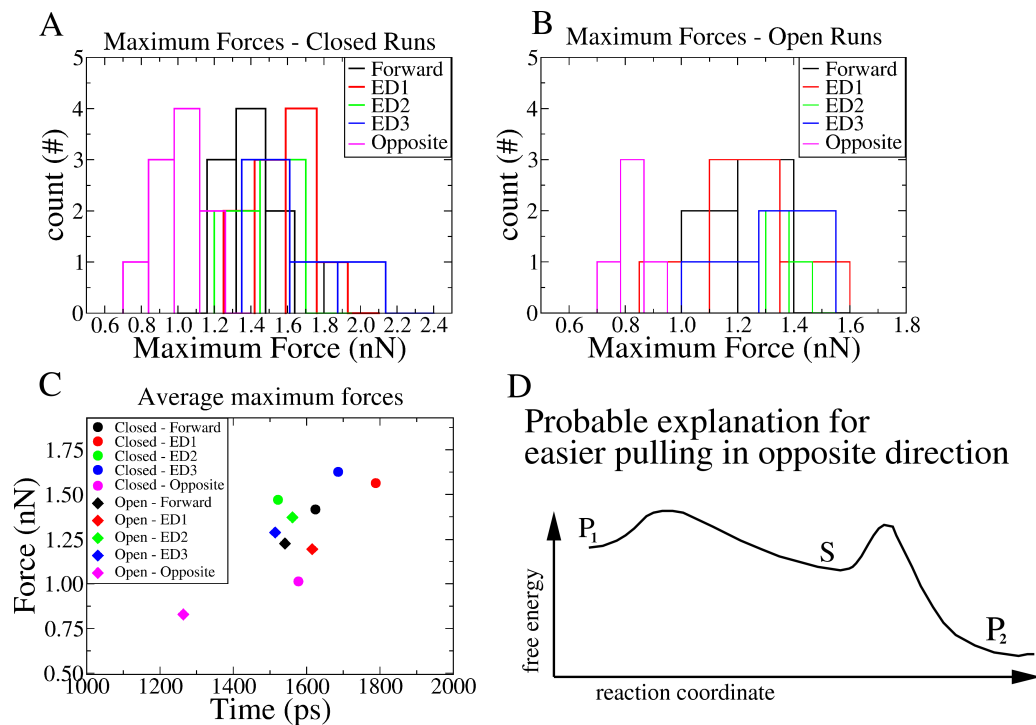 A
Maximum Forces - Closed Runs
5
4
3
2
1
0
count (#)
Forward
ED1
ED2
ED3
Opposite
0.6 0.8 1.0 1.2 1.4 1.6 1.8 2.0 2.2 2.4
Maximum Force (nN)
B
Maximum Forces - Open Runs
5
4
3
2
1
0
count (#)
Forward
ED1
ED2
ED3
Opposite
0.6 0.8 1.0 1.2 1.4 1.6 1.8
Maximum Force (nN)
C
Average maximum forces
1.75
1.50
1.25
1.00
0.75
0.50
Force (nN)
Closed - Forward
Closed - ED1
Closed - ED2
Closed - ED3
Closed - Opposite
Open - Forward
Open - ED1
Open - ED2
Open - ED3
Open - Opposite
1000 1200 1400 1600 1800 2000
Time (ps)
D
Probable explanation for
easier pulling in opposite direction
P1
S
P2
free energy
reaction coordinate